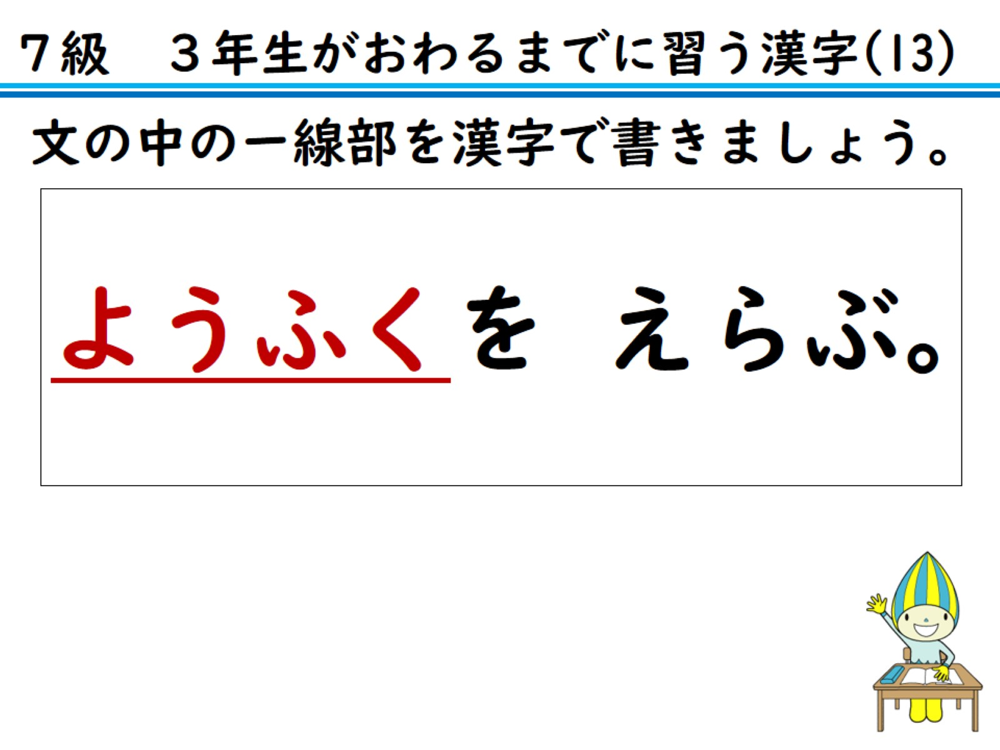 ７級　３年生がおわるまでに習う漢字(13)
文の中の―線部を漢字で書きましょう。
ようふくを　えらぶ。